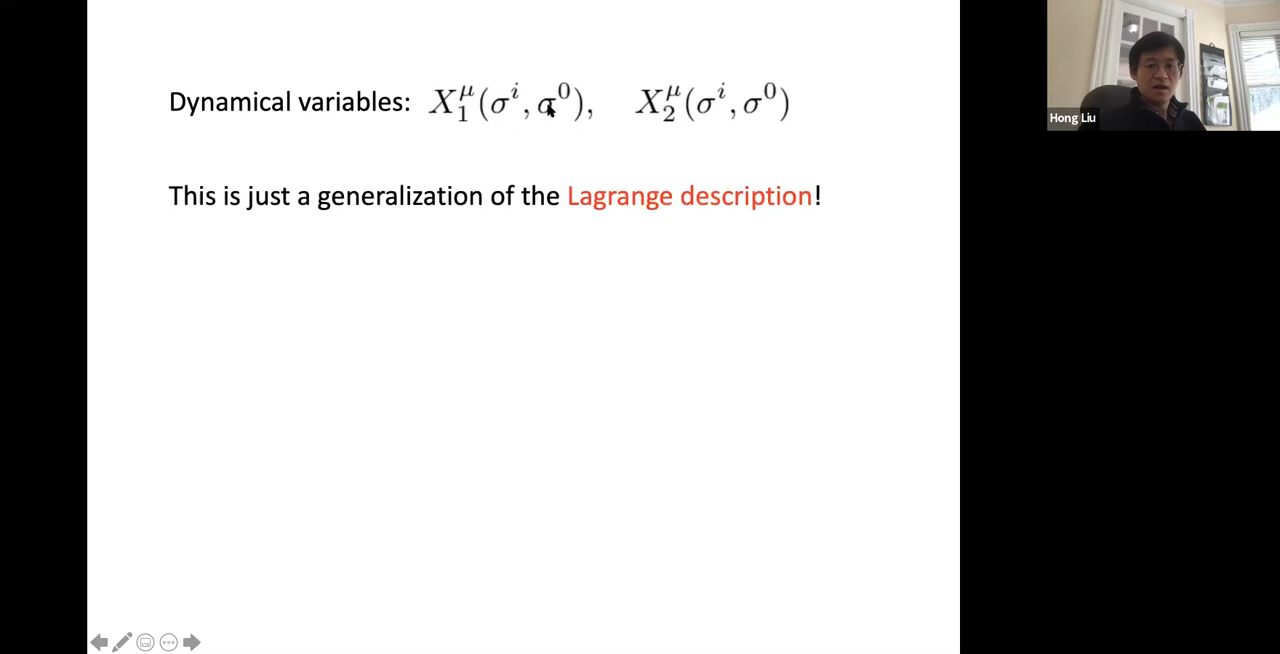 Dynamical variables: X₁^μ(σ^i, σ^0), X₂^μ(σ^i, σ^0)
This is just a generalization of the Lagrange description!
Hong Liu